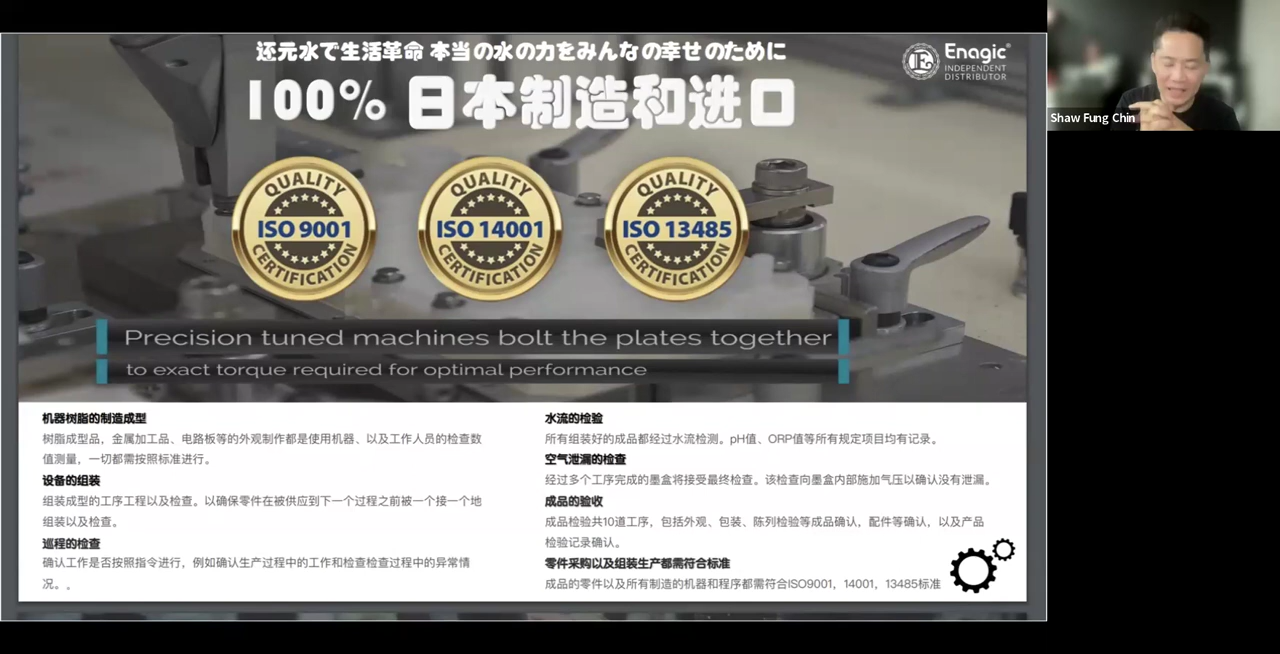 还元水で生活革命 本当の水の力をみんなの幸せのために
100% 日本制造和进口
Enagic®
INDEPENDENT
DISTRIBUTOR
Shaw Fung Chin
QUALITY
ISO 9001
CERTIFICATION
QUALITY
ISO 14001
CERTIFICATION
QUALITY
ISO 13485
CERTIFICATION
Precision tuned machines bolt the plates together
to exact torque required for optimal performance
机器树脂的制造成型
树脂成型品，金属加工品、电路板等的外观制作都是使用机器、以及工作人员的检查数
值测量，一切都需按照标准进行。
设备的组装
组装成型的工序工程以及检查。以确保零件在被供应到下一个过程之前被一个接一个地
组装以及检查。
巡程的检查
确认工作是否按照指令进行，例如确认生产过程中的工作和检查检查过程中的异常情
况。。
水流的检验
所有组装好的成品都经过水流检测。pH值、ORP值等所有规定项目均有记录。
空气泄漏的检查
经过多个工序完成的墨盒将接受最终检查。该检查向墨盒内部施加气压以确认没有泄漏。
成品的验收
成品检验共10道工序，包括外观、包装、陈列检验等成品确认，配件等确认，以及产品
检验记录确认。
零件采购以及组装生产都需符合标准
成品的零件以及所有制造的机器和程序都需符合ISO9001，14001，13485标准